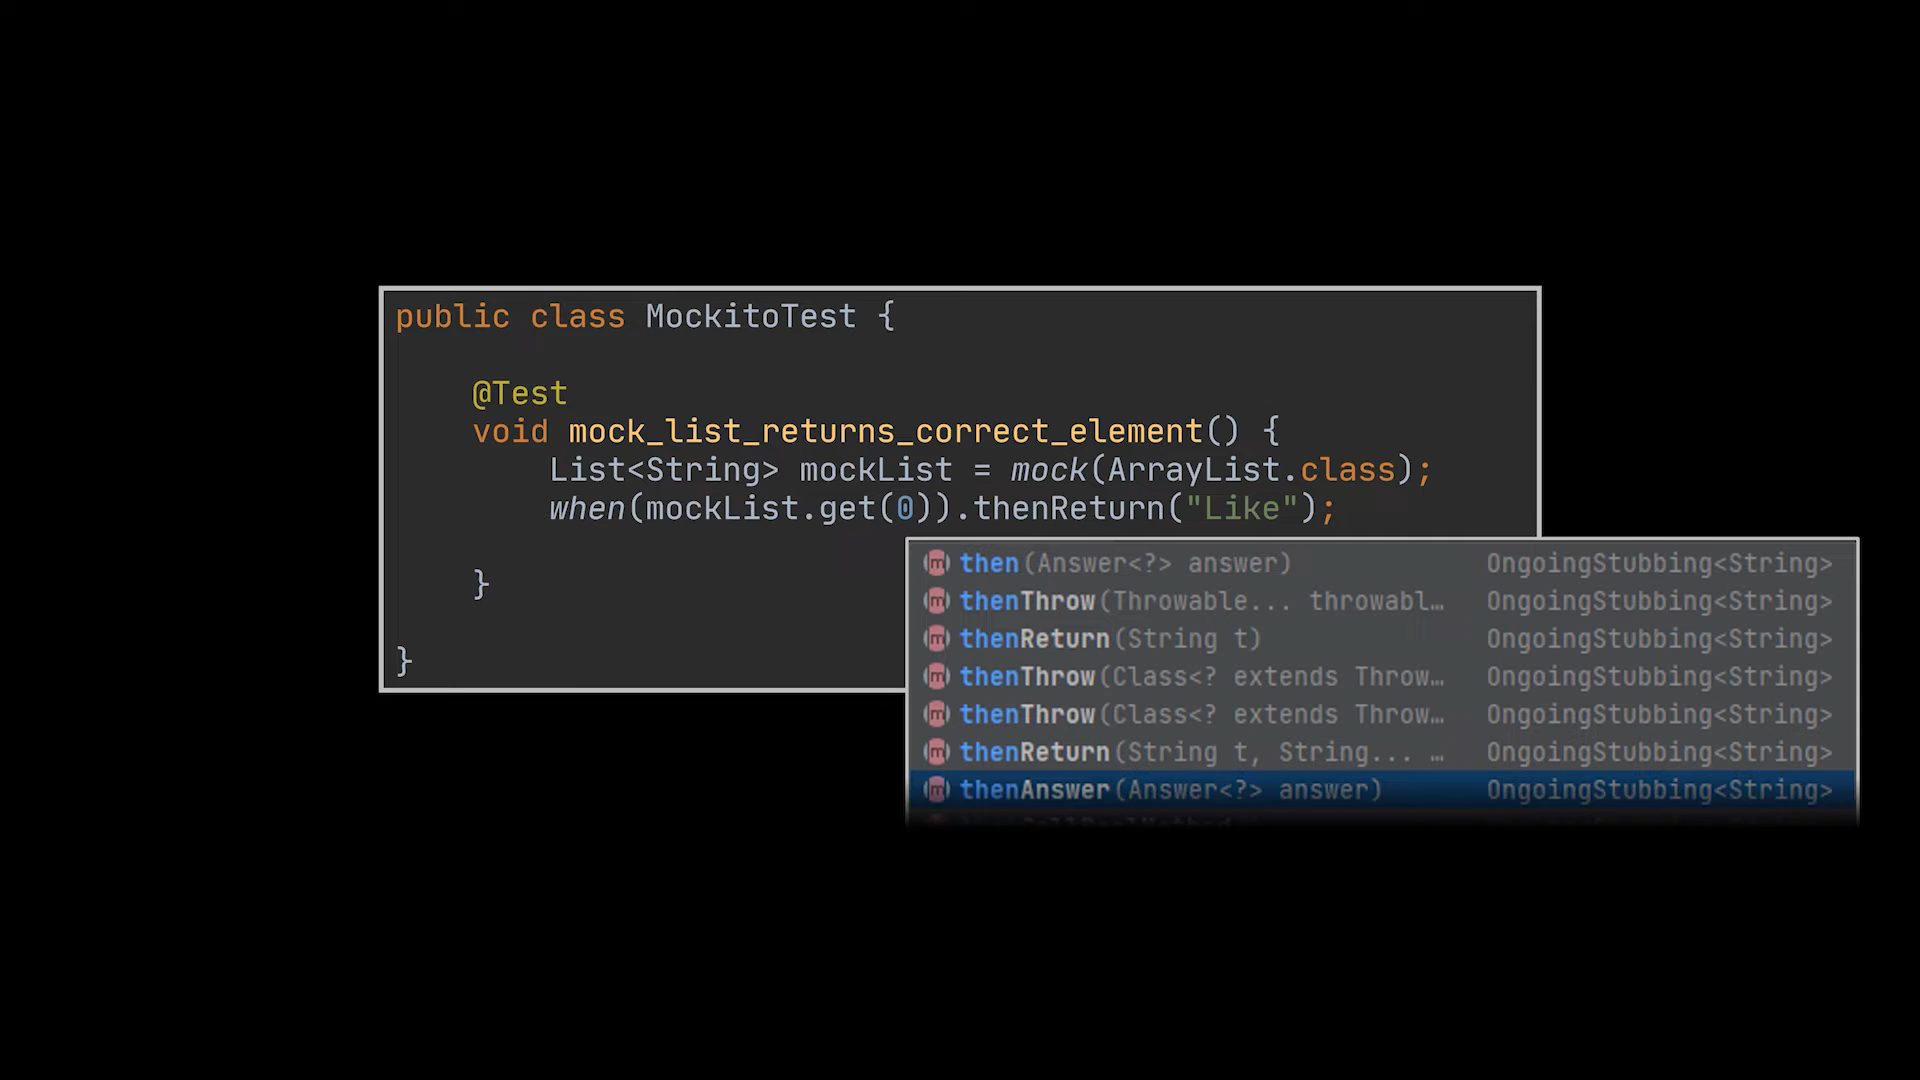 public class MockitoTest {
@Test
void mock_list_returns_correct_element() {
List<String> mockList = mock(ArrayList.class);
when(mockList.get(0)).thenReturn("Like");
}
}
then(Answer<?> answer) OngoingStubbing<String>
thenThrow(Throwable... throwabl… OngoingStubbing<String>
thenReturn(String t) OngoingStubbing<String>
thenThrow(Class<? extends Throw… OngoingStubbing<String>
thenThrow(Class<? extends Throw… OngoingStubbing<String>
thenReturn(String t, String... … OngoingStubbing<String>
thenAnswer(Answer<?> answer) OngoingStubbing<String>